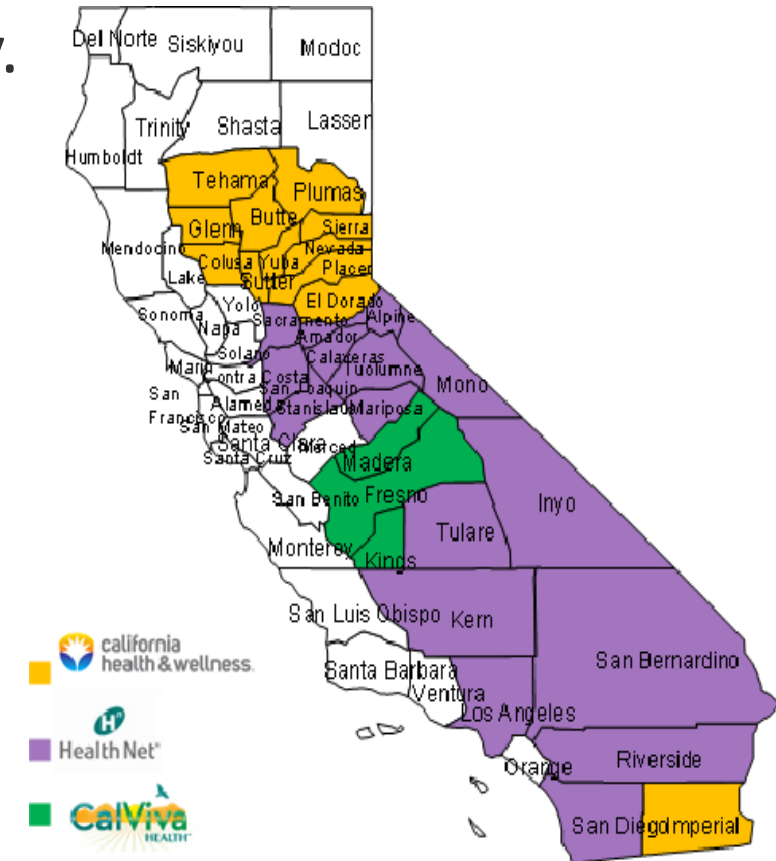 y.
Del Norte
Siskiyou
Modoc
Trinity
Shasta
Lassen
Humboldt
Tehama
Plumas
Butte
Glenn
Sierra
Mendocino
Nevada
Colusa
Yuba
Placer
Lake
Sutter
El Dorado
Yolo
Sonoma
Napa
Sacramento
Alpine
Amador
Solano
Calaveras
Marin
Contra Costa
Tuolumne
Mono
San Joaquin
San
Francisco
Alameda
Stanislaus
Mariposa
San Mateo
Santa Clara
Merced
Santa Cruz
Madera
San Benito
Fresno
Inyo
Tulare
Monterey
Kings
San Luis Obispo
Kern
california
health & wellness.
San Bernardino
Santa Barbara
Ventura
Los Angeles
H
n
Health Net®
Orange
Riverside
CalViva
HEALTH™
San Diego
Imperial